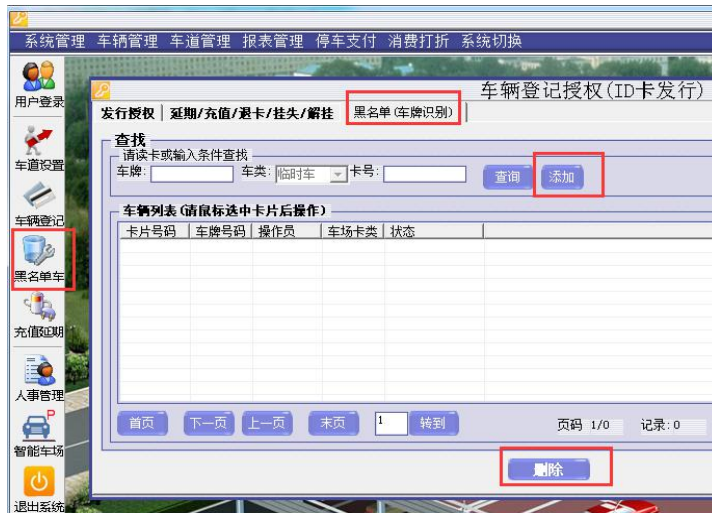 系统管理 车辆管理 车道管理 报表管理 停车支付 消费打折 系统切换
用户登录
车道设置
车辆登记
黑名单车
充值延期
人事管理
智能车场
退出系统
车辆登记授权(ID卡发行)
发行授权 延期/充值/退卡/挂失/解挂 黑名单(车牌识别)
查找
请读卡或输入条件查找
车牌: 车类: 临时车 卡号: 查询 添加
车辆列表(请鼠标选中卡片后操作)
卡片号码 车牌号码 操作员 车场卡类 状态
首页 下一页 上一页 末页 1 转到 页码 1/0 记录:0
删除
P